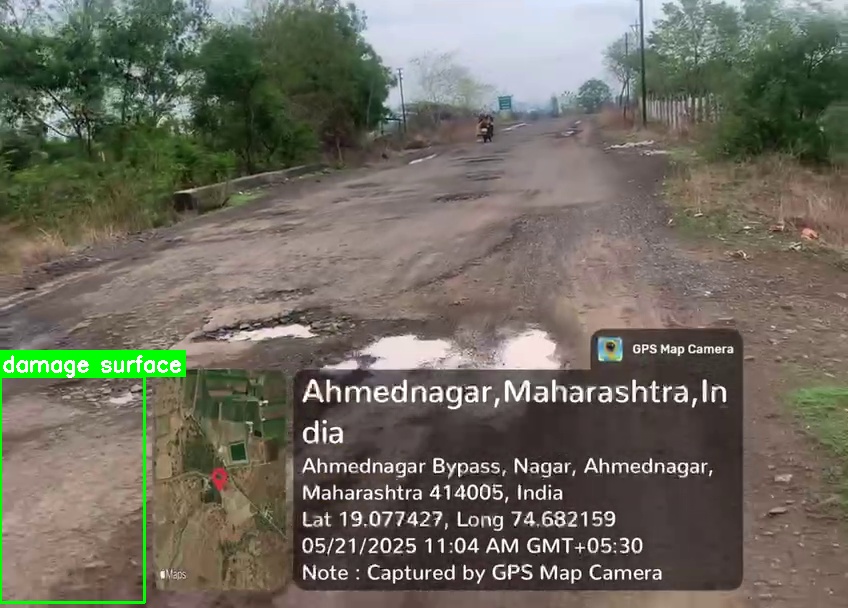 damage surface
GPS Map Camera
Ahmednagar,Maharashtra,In
dia
Ahmednagar Bypass, Nagar, Ahmednagar,
Maharashtra 414005, India
Lat 19.077427, Long 74.682159
05/21/2025 11:04 AM GMT+05:30
Note : Captured by GPS Map Camera
Maps